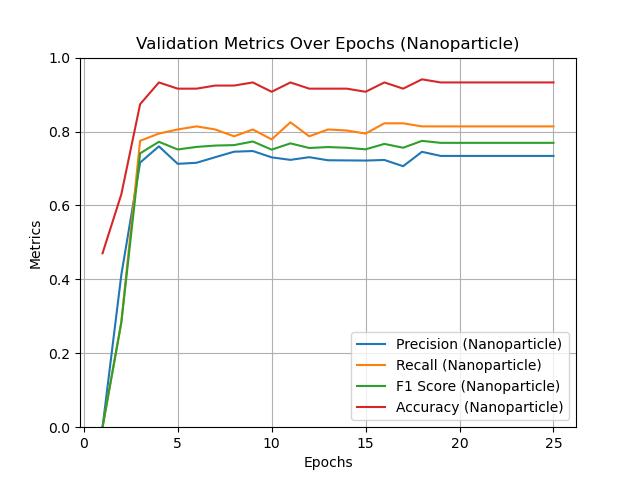 Validation Metrics Over Epochs (Nanoparticle)
1.0
0.8
0.6
0.4
0.2
0.0
Metrics
0 5 10 15 20 25
Epochs
Precision (Nanoparticle)
Recall (Nanoparticle)
F1 Score (Nanoparticle)
Accuracy (Nanoparticle)